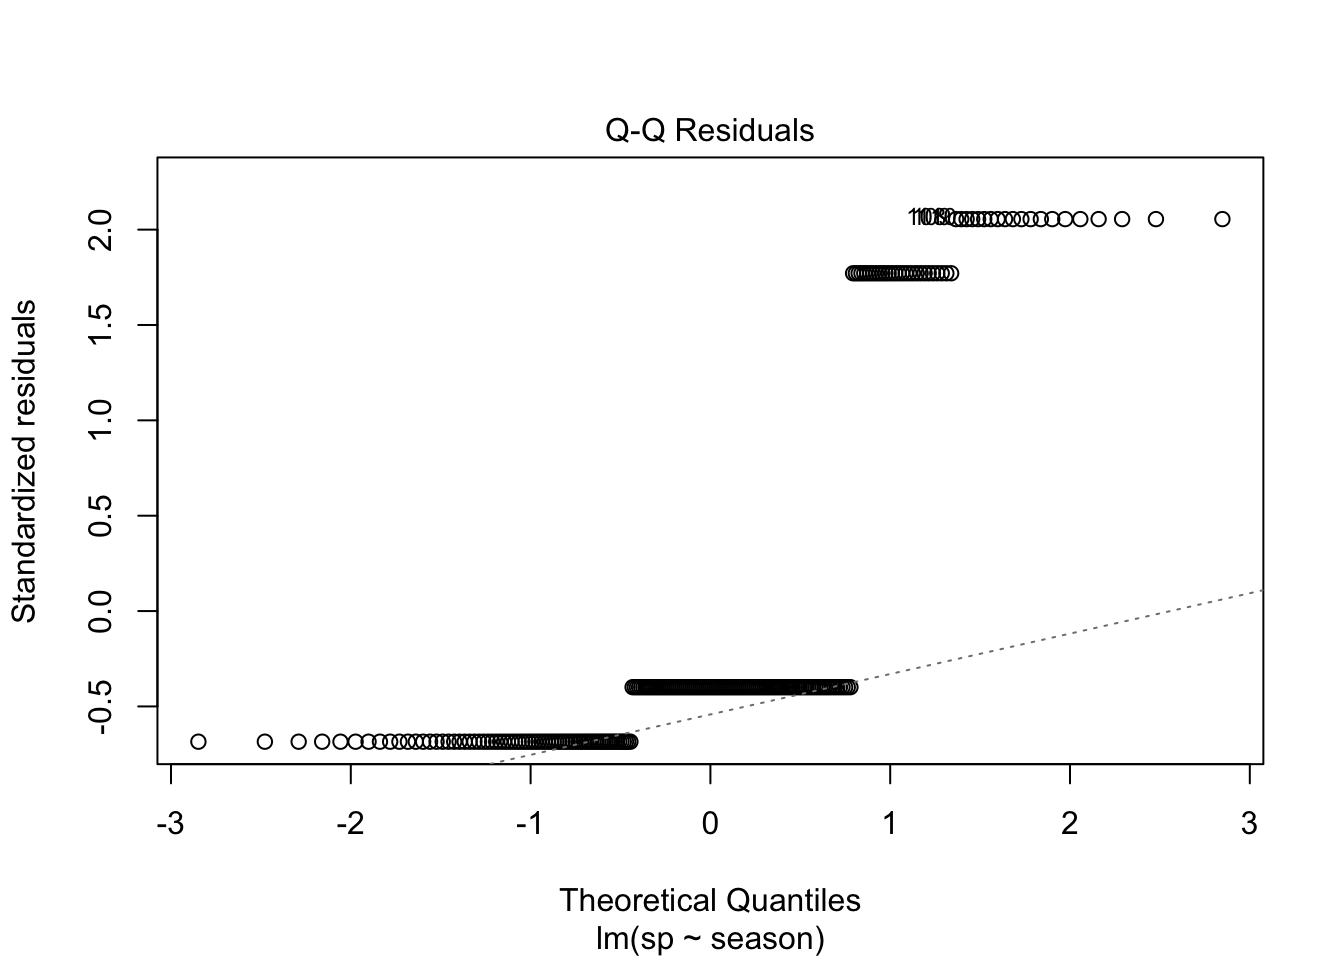 Q-Q Residuals
Standardized residuals
2.0
1.5
1.0
0.5
0.0
-0.5
-3 -2 -1 0 1 2 3
Theoretical Quantiles
lm(sp ~ season)